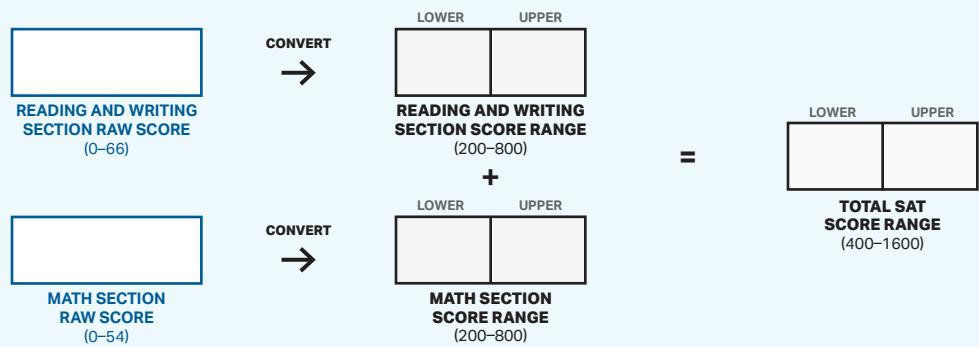 LOWER UPPER
CONVERT
→
READING AND WRITING
SECTION RAW SCORE
(0–66)
READING AND WRITING
SECTION SCORE RANGE
(200–800)
+
=
LOWER UPPER
TOTAL SAT
SCORE RANGE
(400–1600)
LOWER UPPER
CONVERT
→
MATH SECTION
RAW SCORE
(0–54)
MATH SECTION
SCORE RANGE
(200–800)